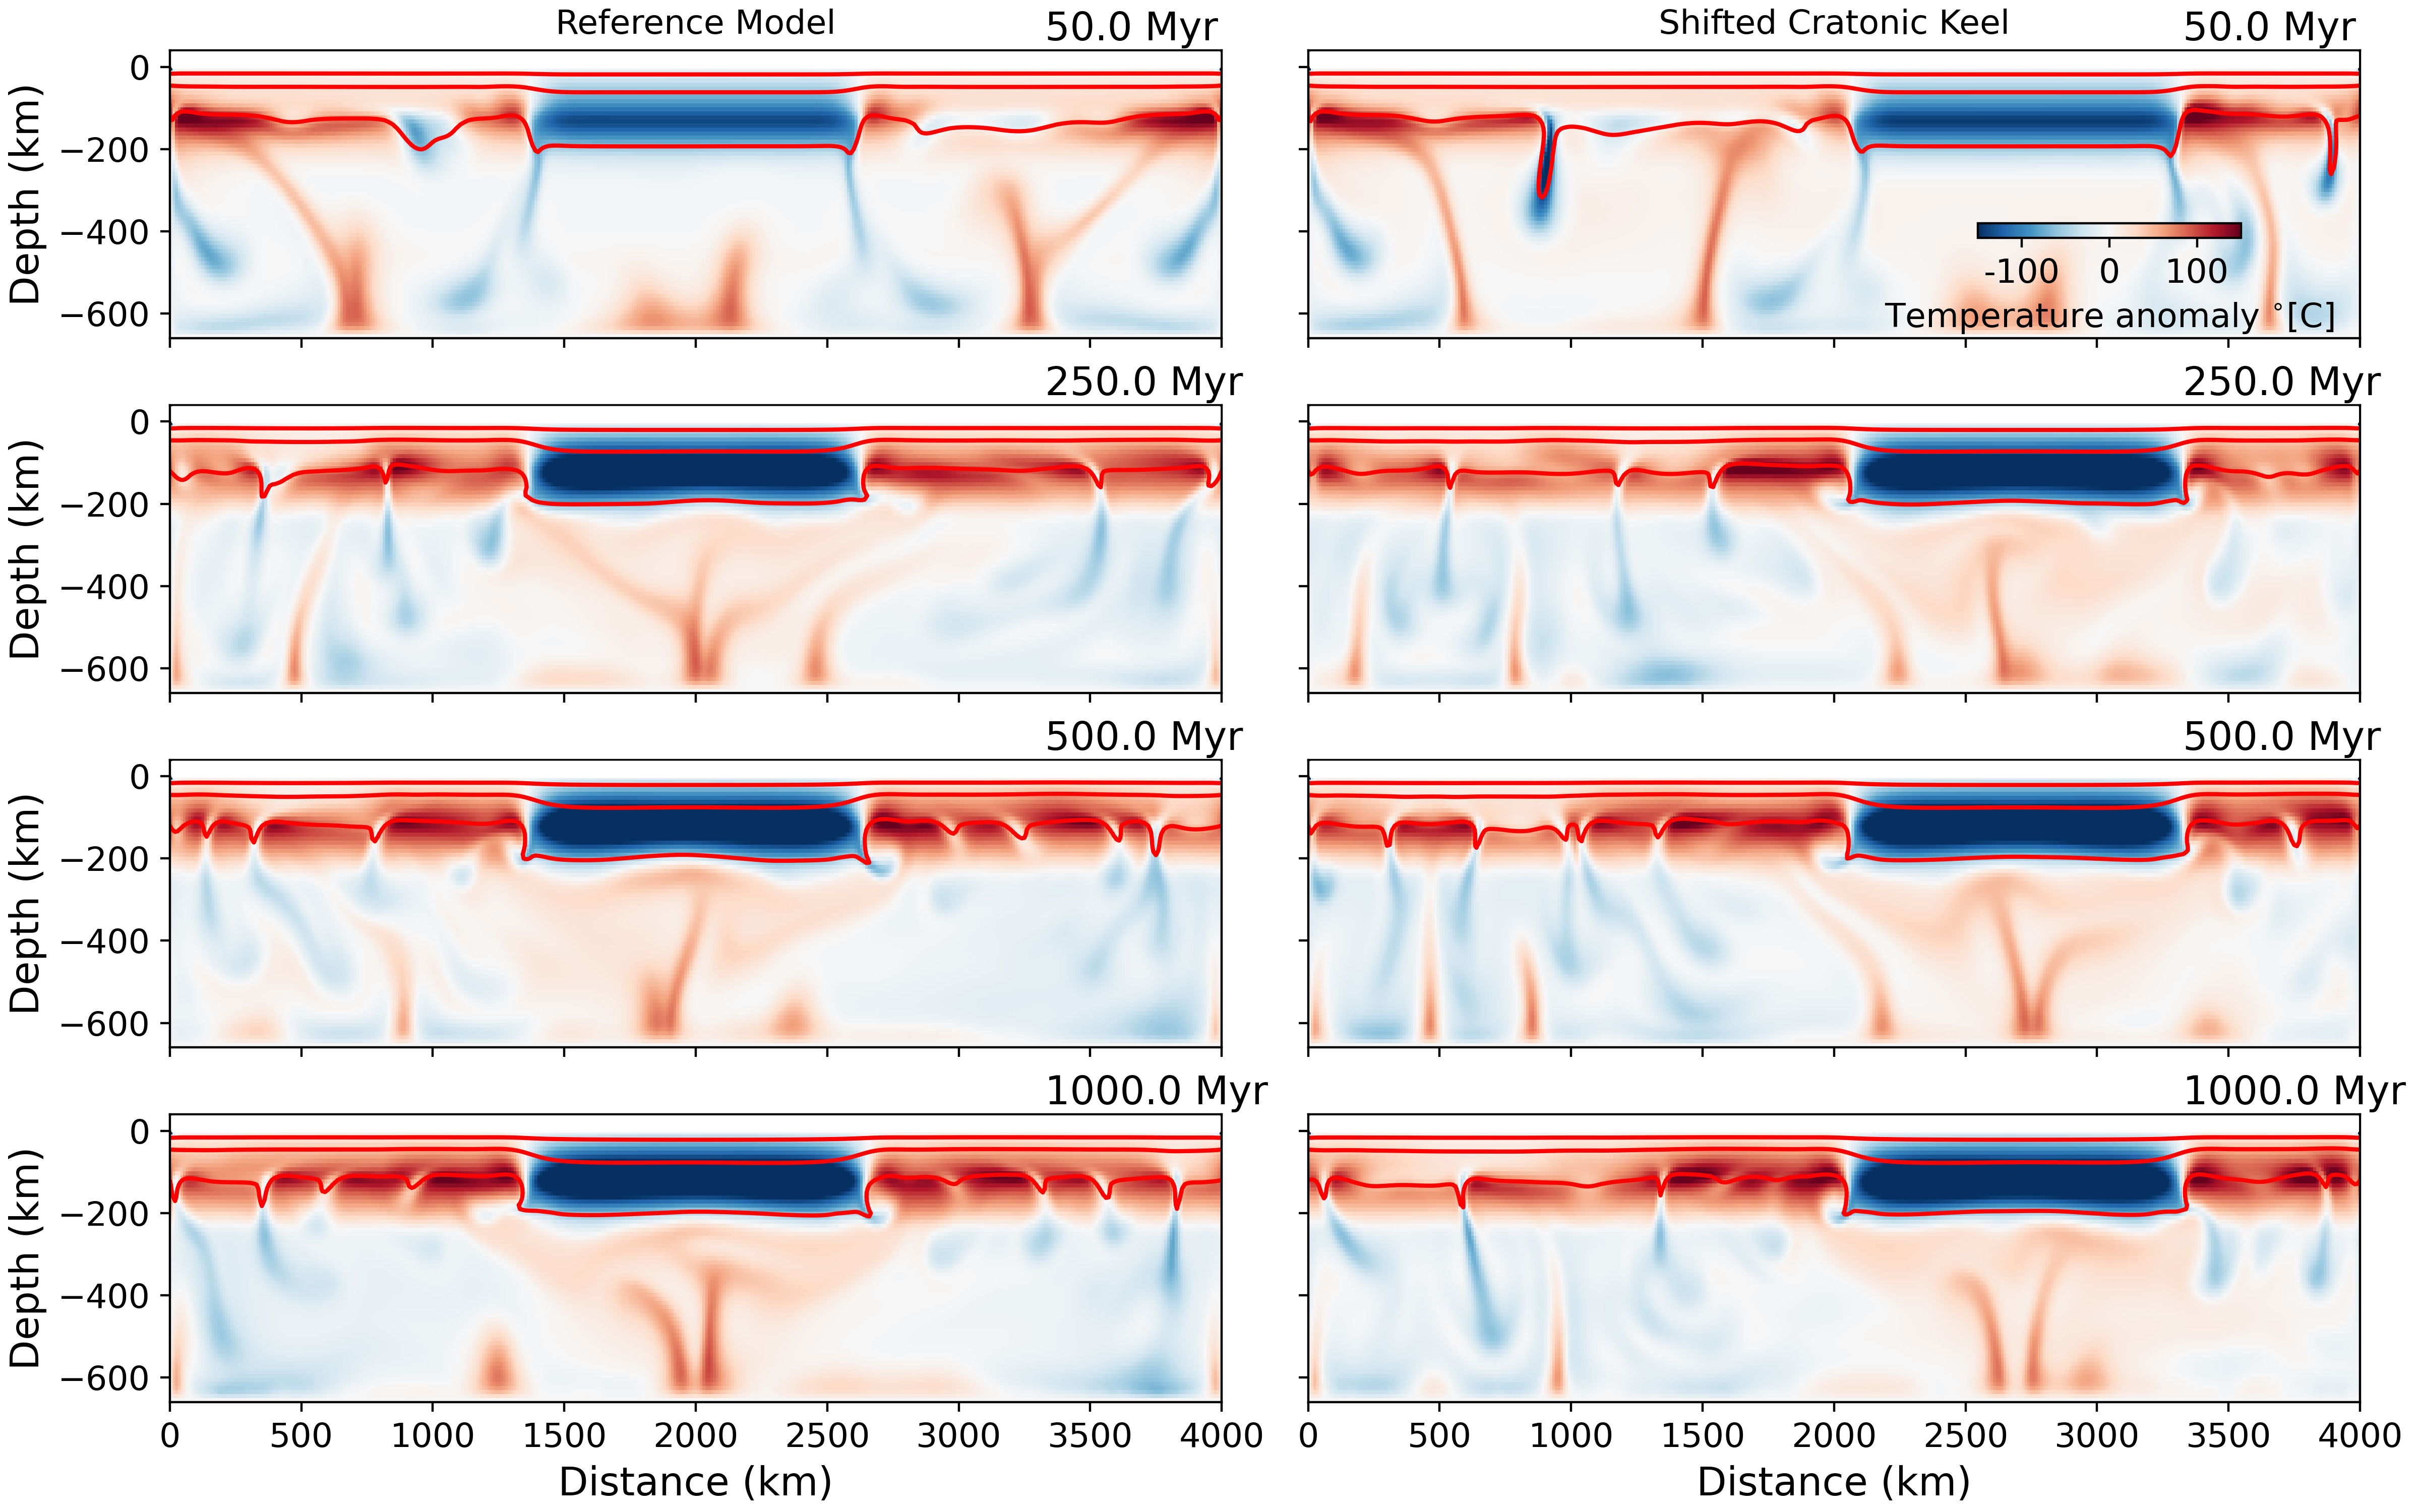 Reference Model 50.0 Myr Shifted Cratonic Keel 50.0 Myr
0
−200
−400
−600
Depth (km)
-100 0 100
Temperature anomaly °[C]
250.0 Myr 250.0 Myr
0
−200
−400
−600
Depth (km)
500.0 Myr 500.0 Myr
0
−200
−400
−600
Depth (km)
1000.0 Myr 1000.0 Myr
0
−200
−400
−600
Depth (km)
0 500 1000 1500 2000 2500 3000 3500 4000
0 500 1000 1500 2000 2500 3000 3500 4000
Distance (km) Distance (km)